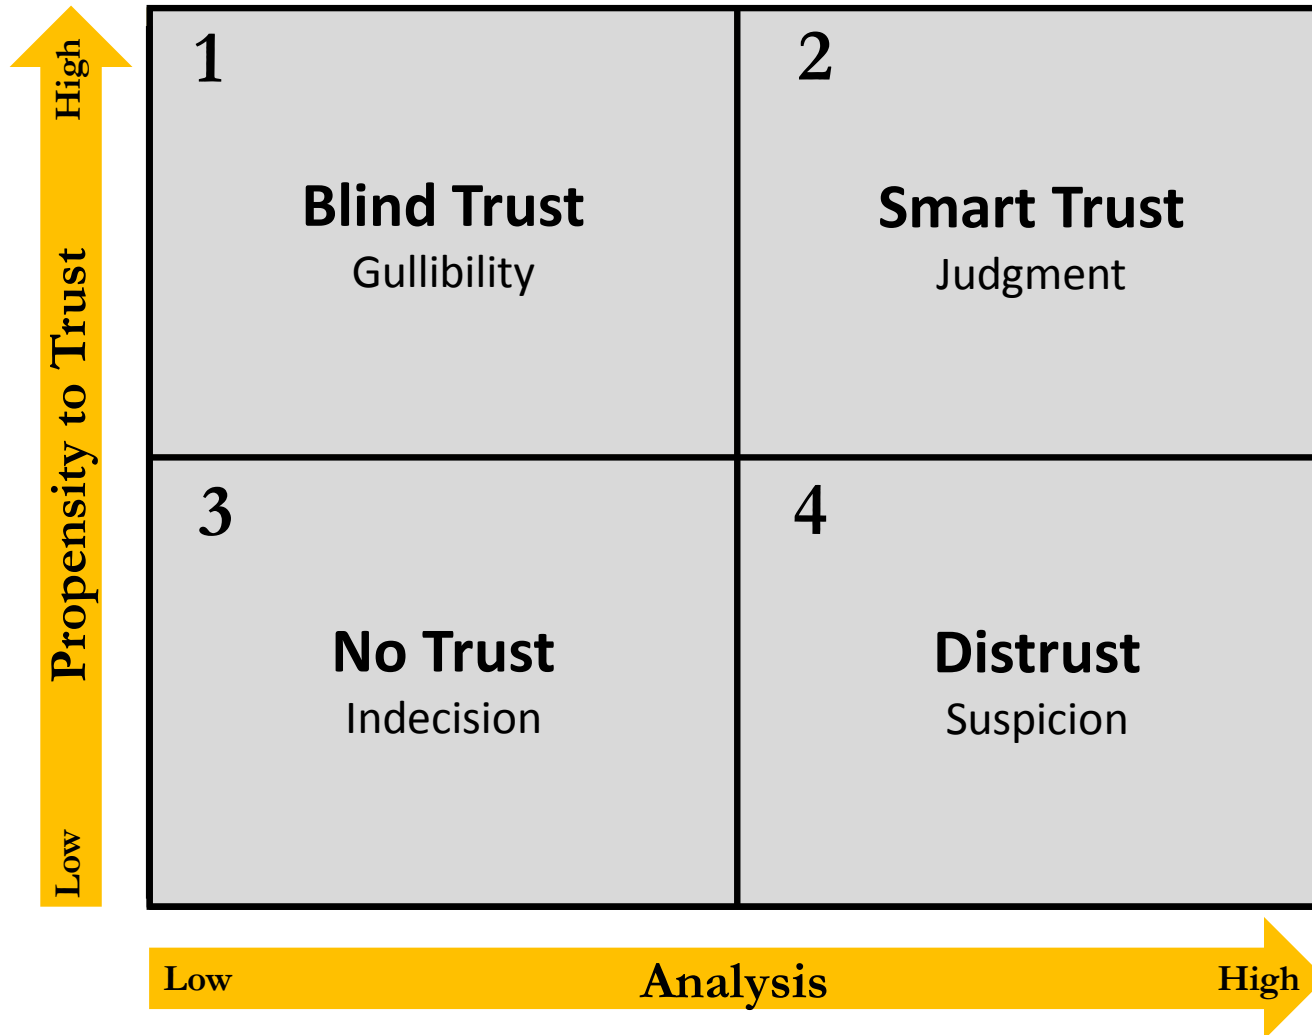 High
Propensity to Trust
Low
1
Blind Trust
Gullibility
2
Smart Trust
Judgment
3
No Trust
Indecision
4
Distrust
Suspicion
Low
Analysis
High